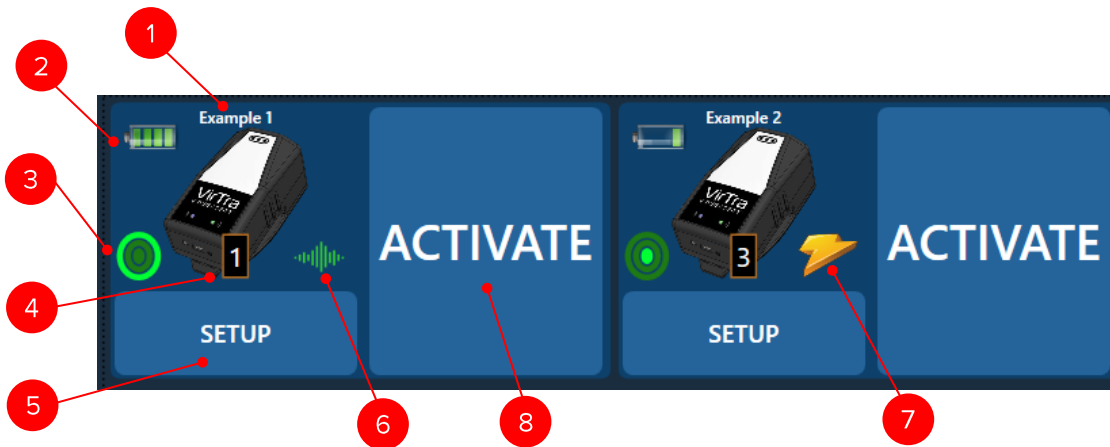 1
2
Example 1
Example 2
3
VirTra
VirTra
ACTIVATE
ACTIVATE
1
3
4
SETUP
SETUP
5
6
8
7